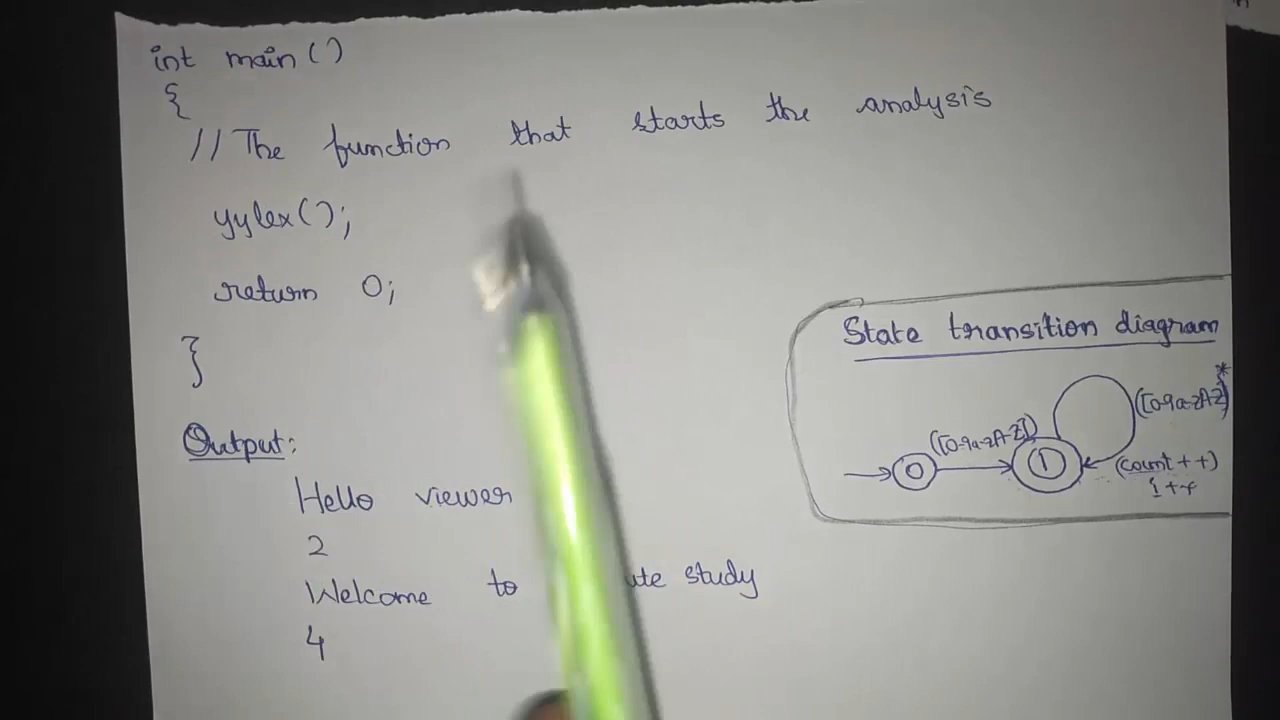 int main()
{
// The function that starts the analysis
yylex();
return 0;
}
Output:
Hello viewer
2
Welcome to ute study
4
State transition diagram
([0-9a-zA-Z])
([0-9a-zA-Z])*
0
1
(count++)